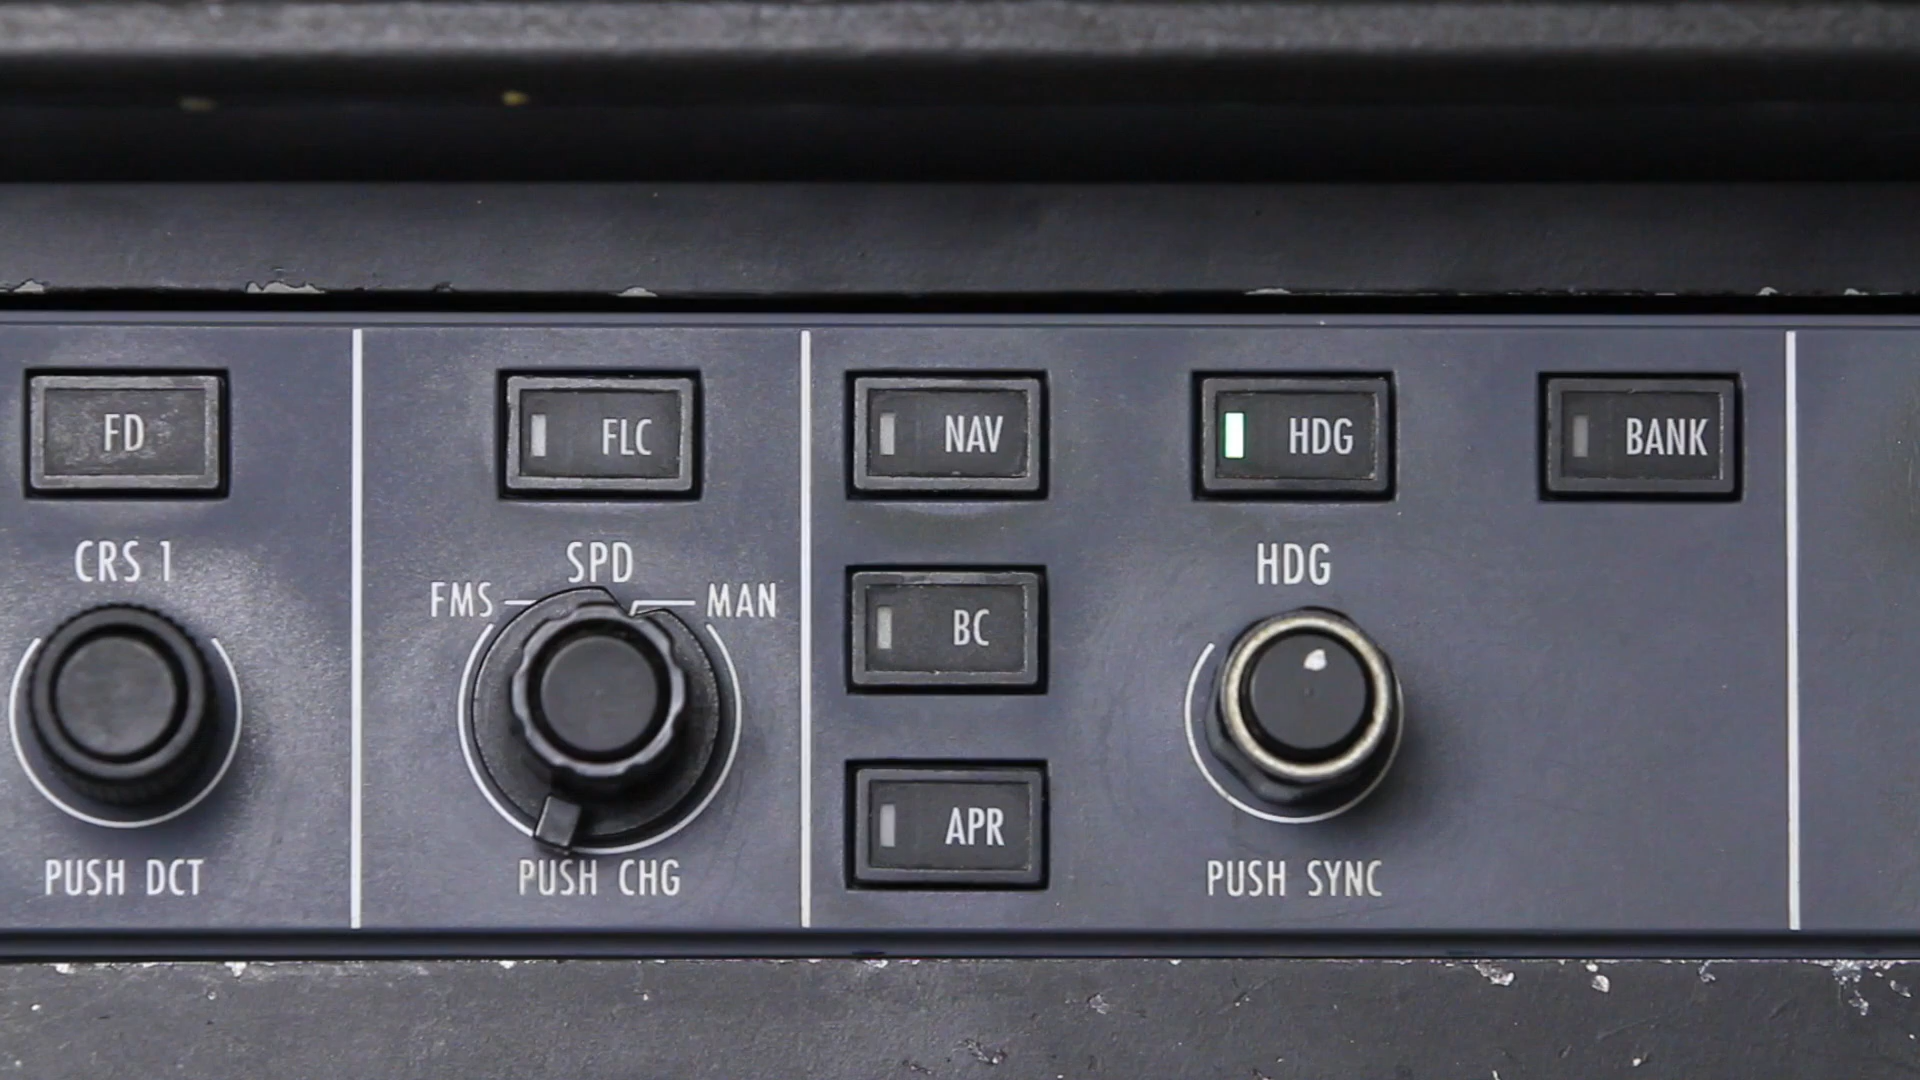 FD
FLC
NAV
HDG
BANK
CRS 1
SPD
HDG
FMS
MAN
BC
APR
PUSH DCT
PUSH CHG
PUSH SYNC